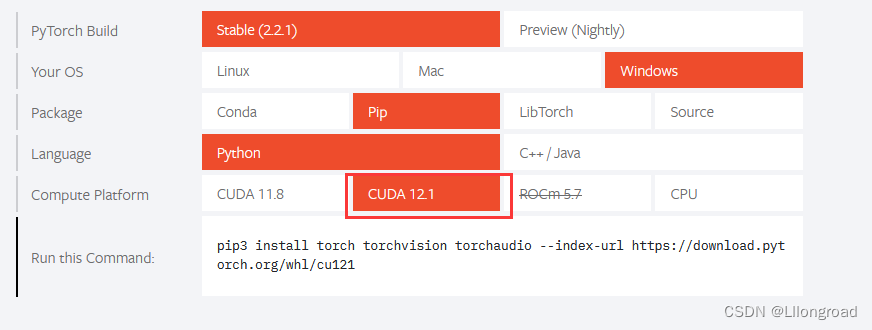 PyTorch Build Stable (2.2.1) Preview (Nightly)
Your OS Linux Mac Windows
Package Conda Pip LibTorch Source
Language Python C++ / Java
Compute Platform CUDA 11.8 CUDA 12.1 ROCm 5.7 CPU
Run this Command: pip3 install torch torchvision torchaudio --index-url https://download.pyt
orch.org/whl/cu121
CSDN @Lllongroad